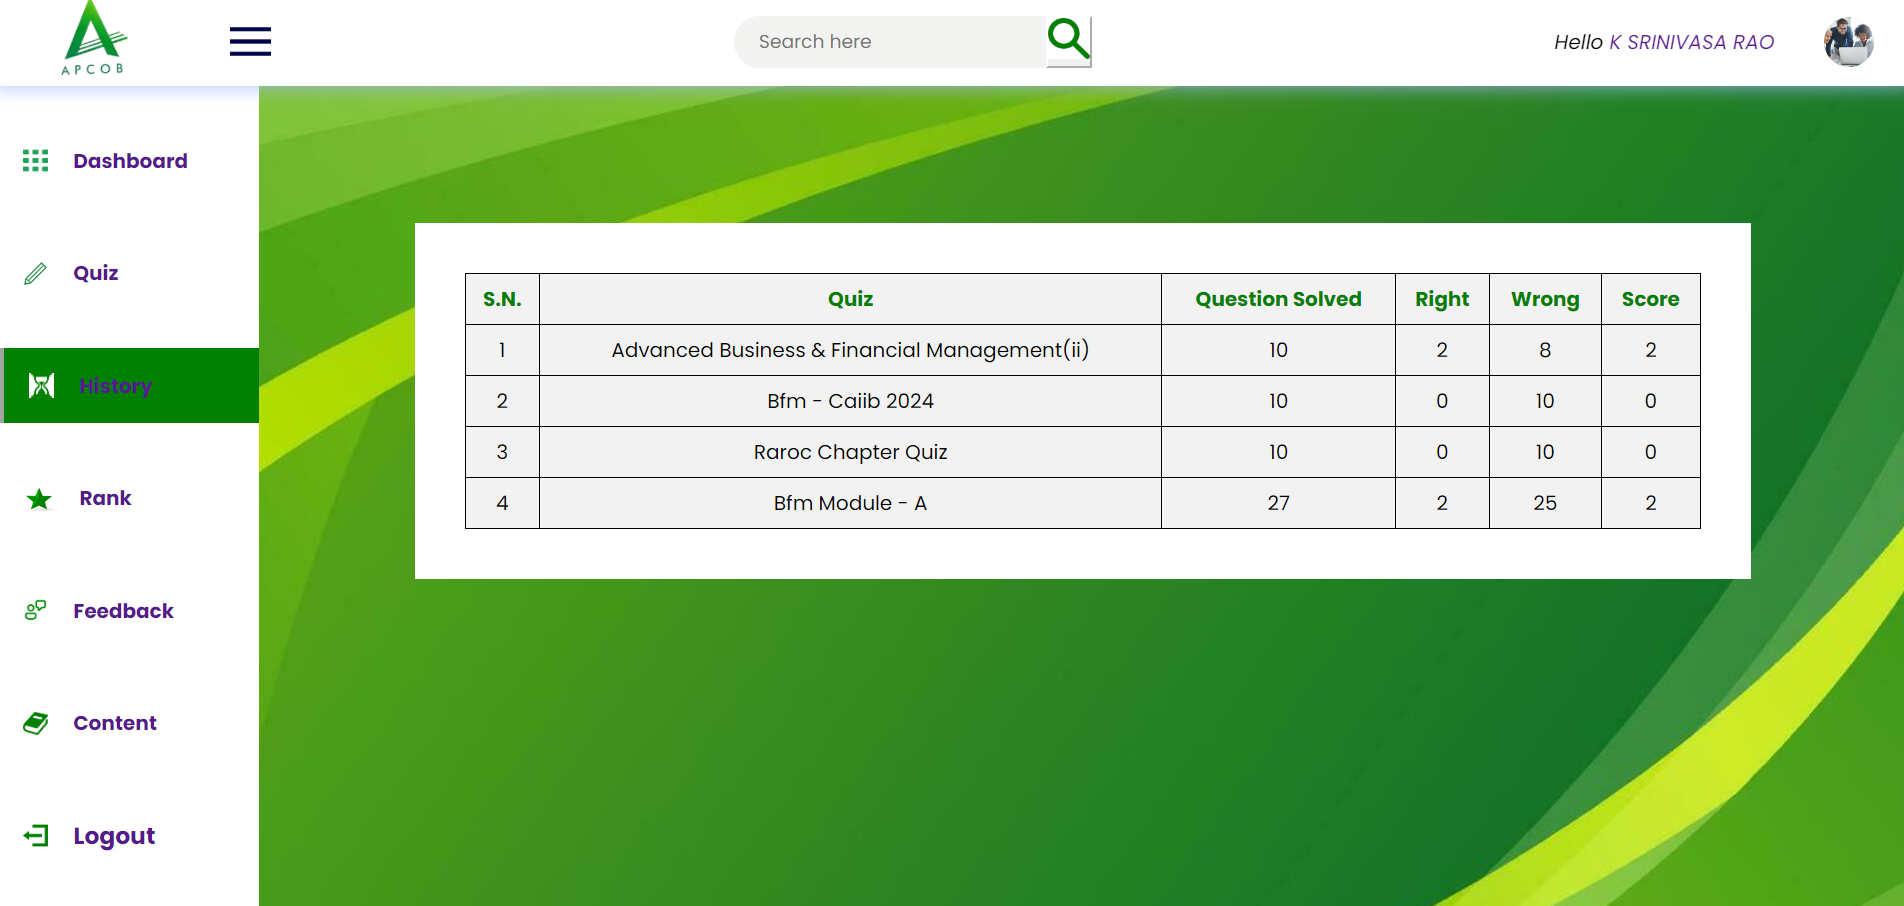 APCOB
Search here
Hello K SRINIVASA RAO
Dashboard
Quiz
History
Rank
Feedback
Content
Logout
S.N. Quiz Question Solved Right Wrong Score
1 Advanced Business & Financial Management(ii) 10 2 8 2
2 Bfm - Caiib 2024 10 0 10 0
3 Raroc Chapter Quiz 10 0 10 0
4 Bfm Module - A 27 2 25 2